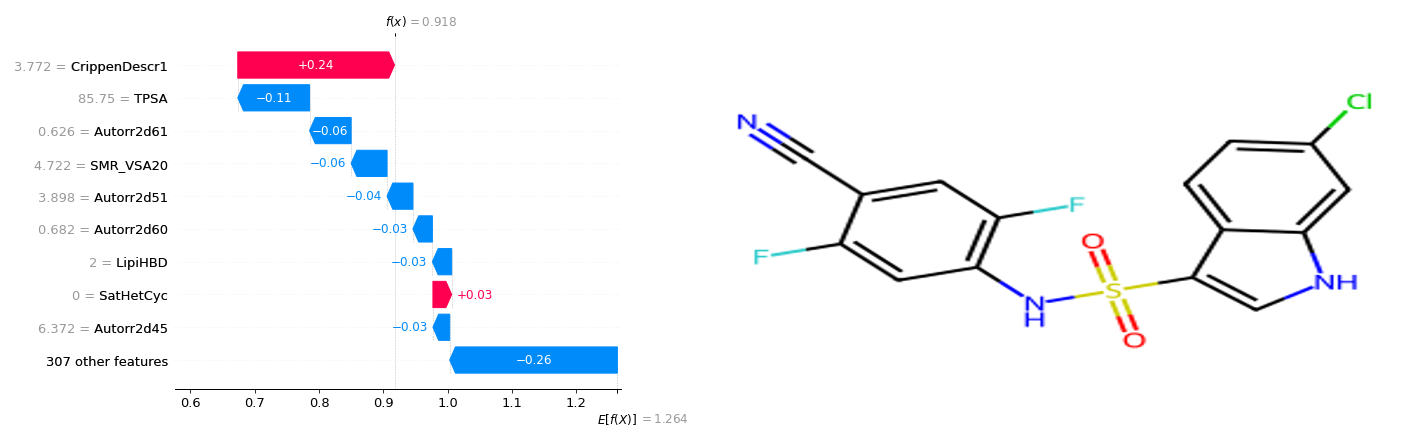 f(x) = 0.918
3.772 = CrippenDescr1
+0.24
85.75 = TPSA
−0.11
0.626 = Autorr2d61
−0.06
4.722 = SMR_VSA20
−0.06
3.898 = Autorr2d51
−0.04
0.682 = Autorr2d60
−0.03
2 = LipiHBD
−0.03
0 = SatHetCyc
+0.03
6.372 = Autorr2d45
−0.03
307 other features
−0.26
0.6 0.7 0.8 0.9 1.0 1.1 1.2
E[f(X)] = 1.264
Cl
N
F
O
F
S
NH
N
H
O